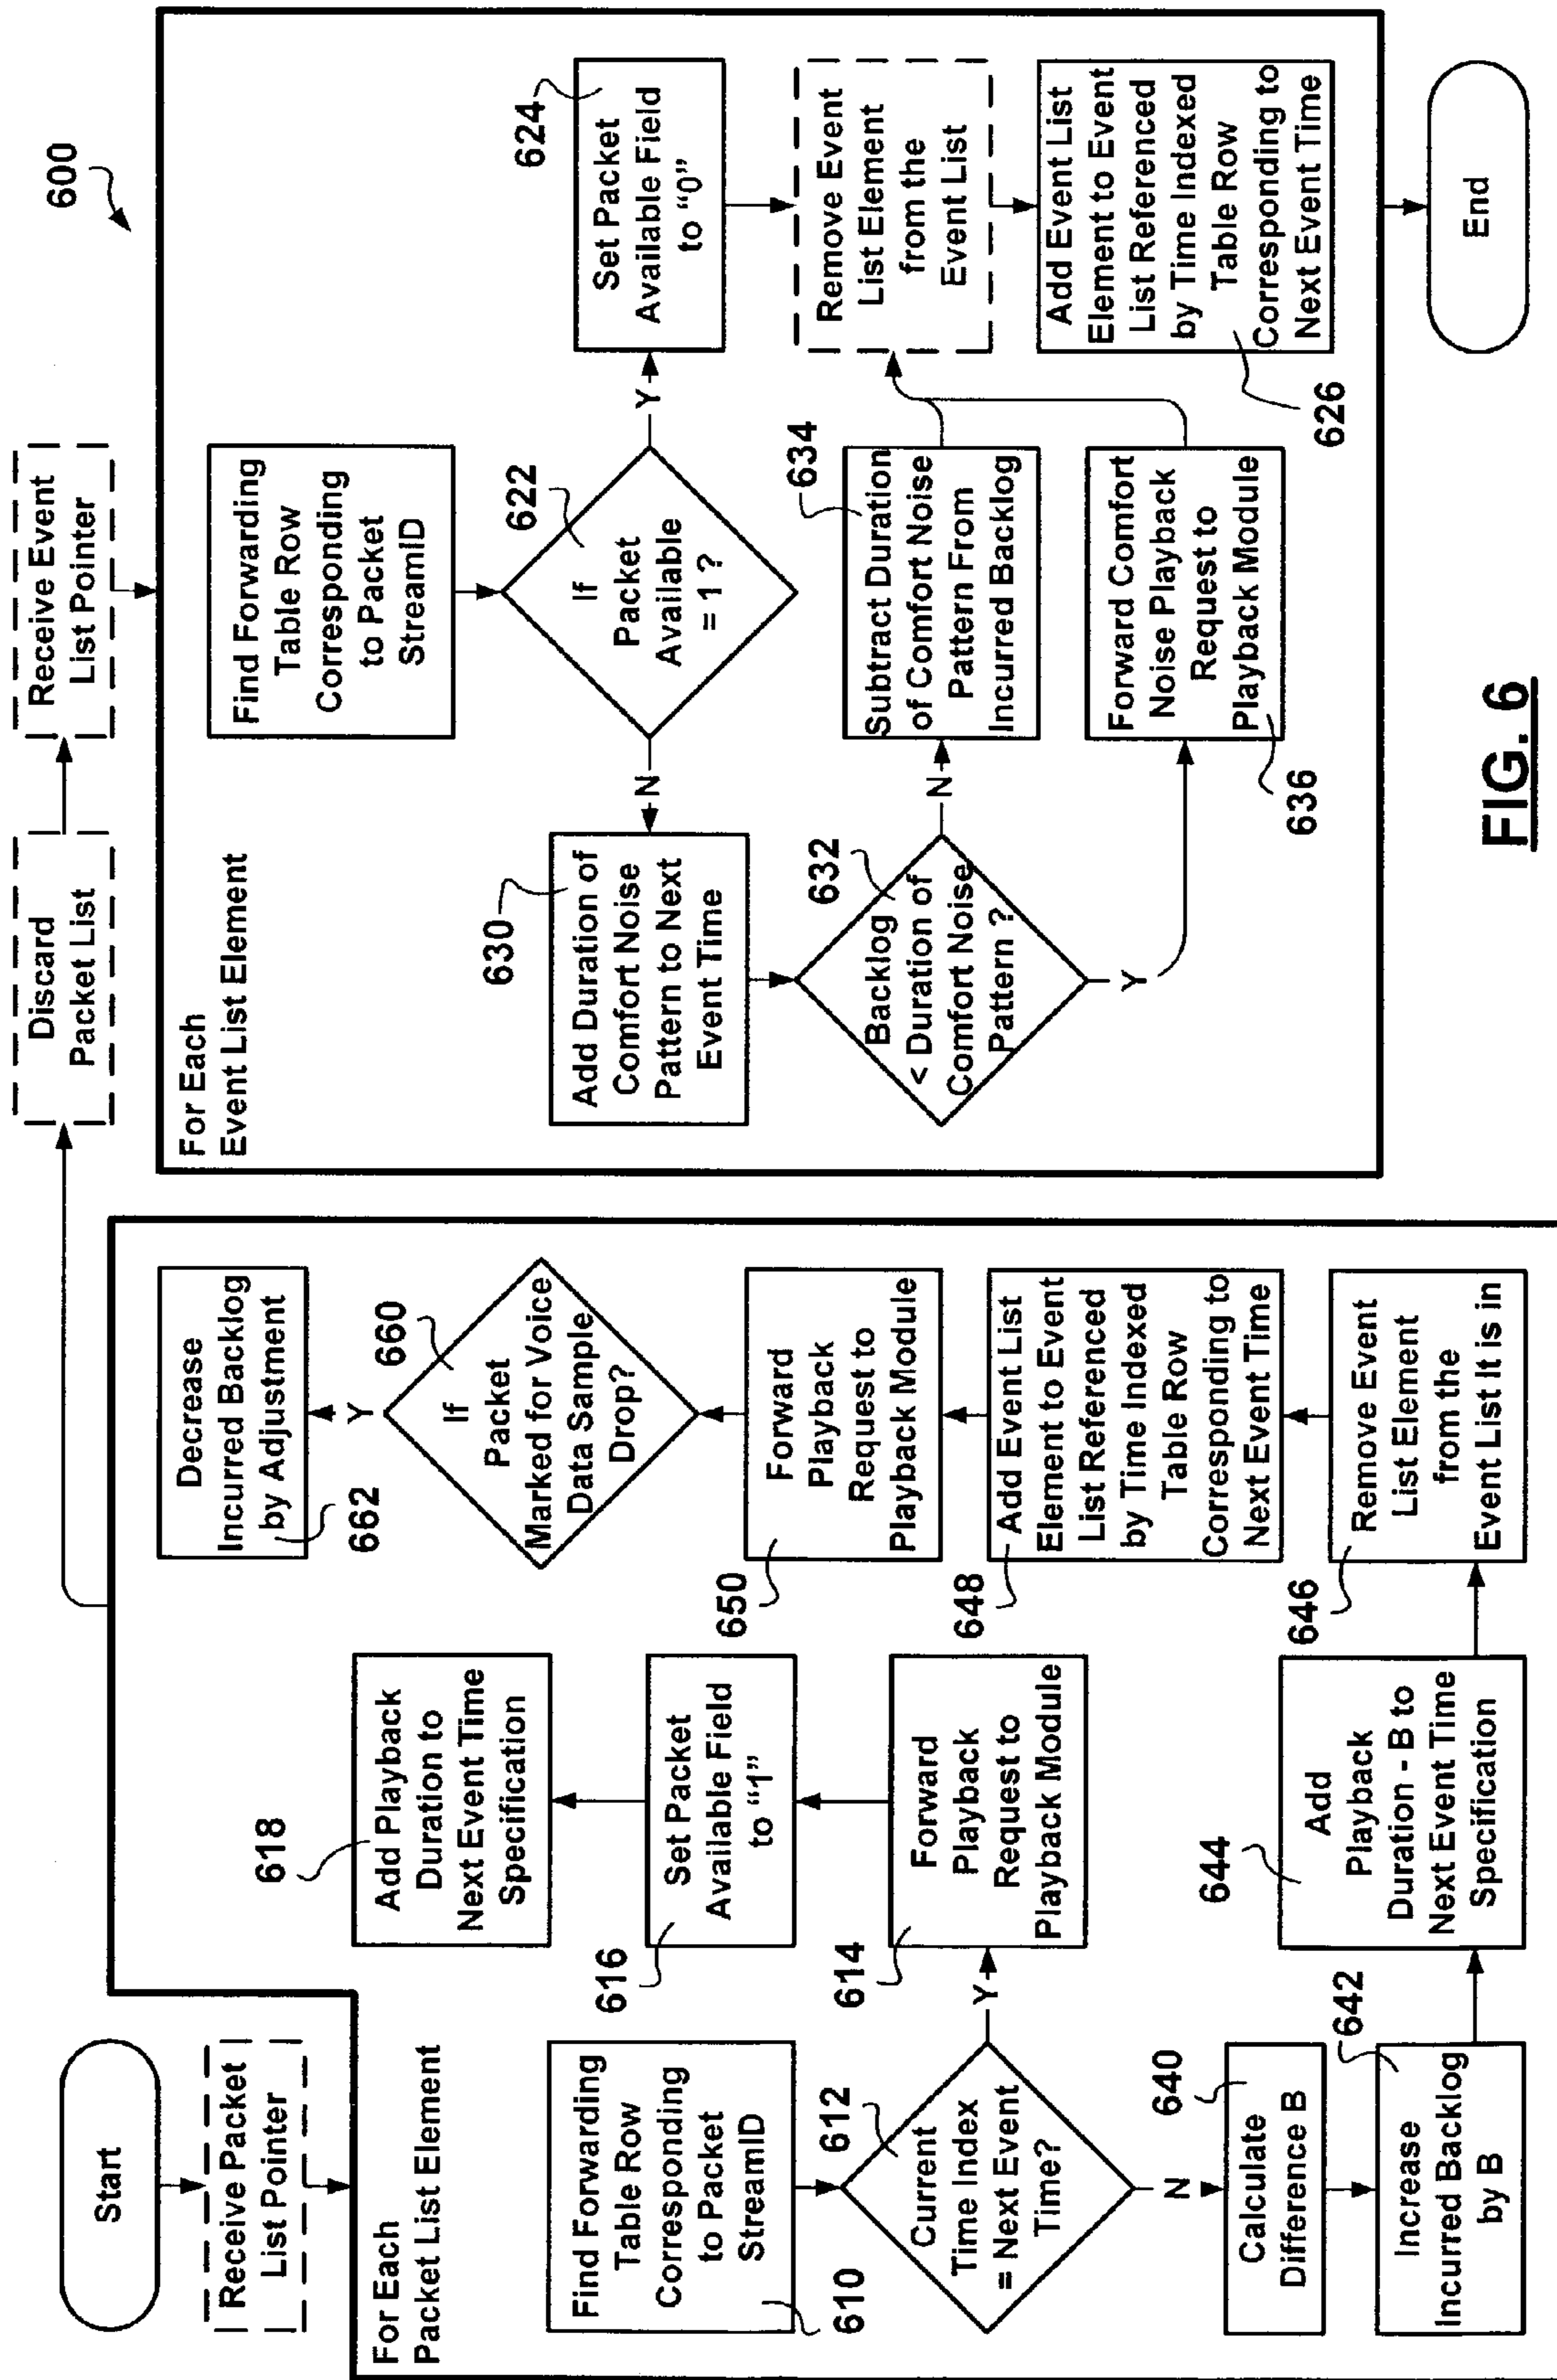 600
Start
Receive Packet
List Pointer
For Each
Packet List Element
Find Forwarding
Table Row
Corresponding
to Packet
StreamID
610
Current
Time Index
= Next Event
Time?
612
Y
N
Forward
Playback
Request to
Playback Module
614
Set Packet
Available Field
to “1”
616
Add Playback
Duration to
Next Event Time
Specification
618
Calculate
Difference B
640
Increase
Incurred Backlog
by B
642
Add
Playback
Duration - B to
Next Event Time
Specification
644
Remove Event
List Element
from the
Event List It is in
646
Add Event List
Element to Event
List Referenced
by Time Indexed
Table Row
Corresponding to
Next Event Time
648
Forward
Playback
Request to
Playback Module
650
If
Packet
Marked for Voice
Data Sample
Drop?
660
Y
Decrease
Incurred Backlog
by Adjustment
662
Discard
Packet List
Receive Event
List Pointer
For Each
Event List Element
Find Forwarding
Table Row
Corresponding
to Packet
StreamID
If
Packet
Available
= 1 ?
622
Y
N
Set Packet
Available Field
to “0”
624
Add Duration of
Comfort Noise
Pattern to Next
Event Time
630
Backlog
< Duration of
Comfort Noise
Pattern ?
632
N
Y
Subtract Duration
of Comfort Noise
Pattern From
Incurred Backlog
634
Forward Comfort
Noise Playback
Request to
Playback Module
636
Remove Event
List Element
from the
Event List
Add Event List
Element to Event
List Referenced
by Time Indexed
Table Row
Corresponding to
Next Event Time
626
End
FIG. 6